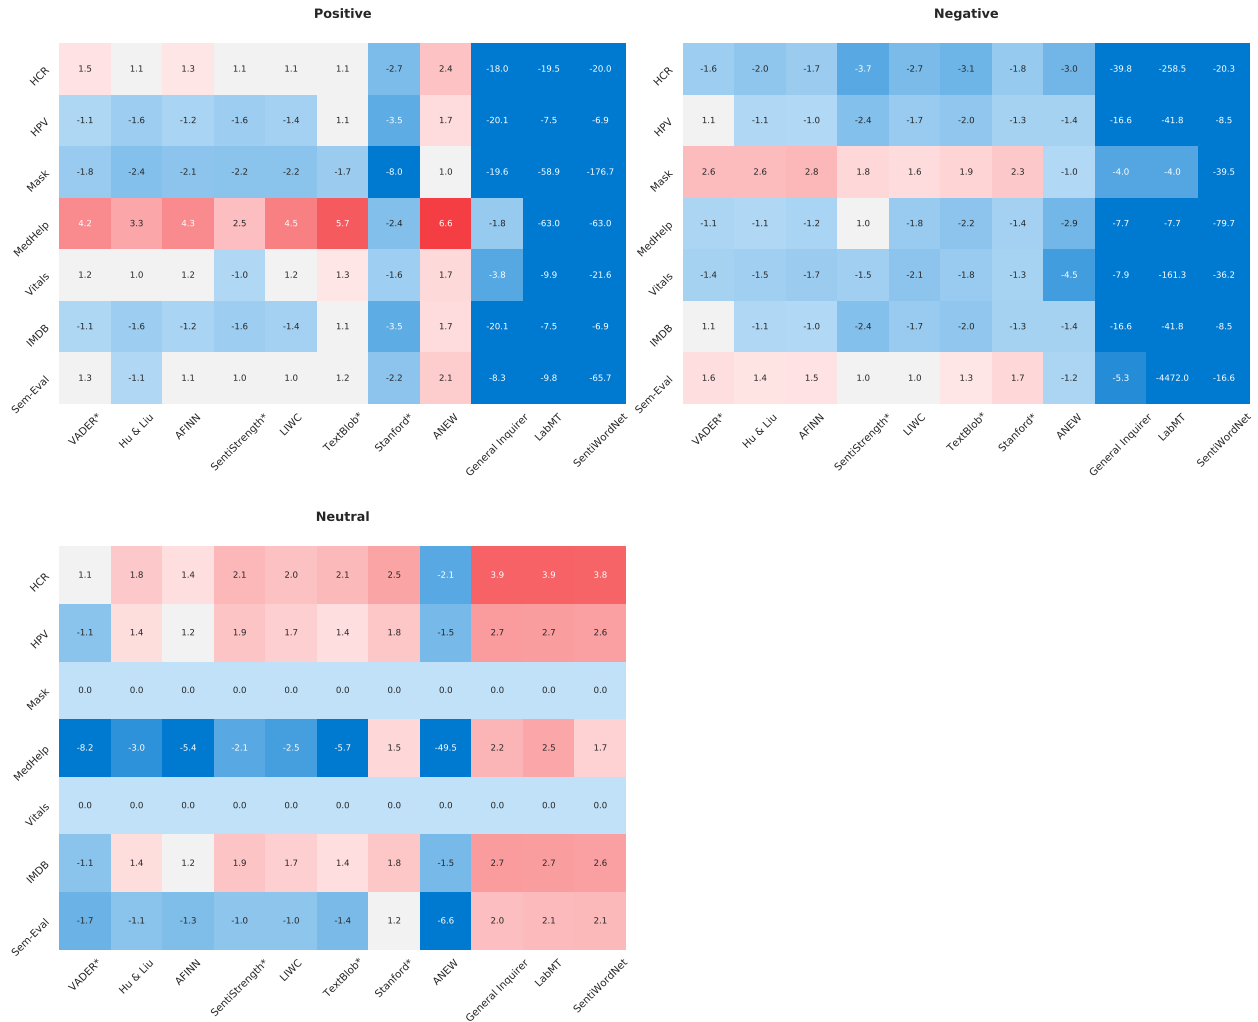 Positive
HCR 1.5 1.1 1.3 1.1 1.1 1.1 -2.7 2.4 -18.0 -19.5 -20.0
HPV -1.1 -1.6 -1.2 -1.6 -1.4 1.1 -3.5 1.7 -20.1 -7.5 -6.9
Mask -1.8 -2.4 -2.1 -2.2 -2.2 -1.7 -8.0 1.0 -19.6 -58.9 -176.7
MedHelp 4.2 3.3 4.3 2.5 4.5 5.7 -2.4 6.6 -1.8 -63.0 -63.0
Vitals 1.2 1.0 1.2 -1.0 1.2 1.3 -1.6 1.7 -3.8 -9.9 -21.6
IMDB -1.1 -1.6 -1.2 -1.6 -1.4 1.1 -3.5 1.7 -20.1 -7.5 -6.9
Sem-Eval 1.3 -1.1 1.1 1.0 1.0 1.2 -2.2 2.1 -8.3 -9.8 -65.7
VADER* Hu & Liu AFINN SentiStrength* LIWC TextBlob* Stanford* ANEW General Inquirer LabMT SentiWordNet
Negative
HCR -1.6 -2.0 -1.7 -3.7 -2.7 -3.1 -1.8 -3.0 -39.8 -258.5 -20.3
HPV 1.1 -1.1 -1.0 -2.4 -1.7 -2.0 -1.3 -1.4 -16.6 -41.8 -8.5
Mask 2.6 2.6 2.8 1.8 1.6 1.9 2.3 -1.0 -4.0 -4.0 -39.5
MedHelp -1.1 -1.1 -1.2 1.0 -1.8 -2.2 -1.4 -2.9 -7.7 -7.7 -79.7
Vitals -1.4 -1.5 -1.7 -1.5 -2.1 -1.8 -1.3 -4.5 -7.9 -161.3 -36.2
IMDB 1.1 -1.1 -1.0 -2.4 -1.7 -2.0 -1.3 -1.4 -16.6 -41.8 -8.5
Sem-Eval 1.6 1.4 1.5 1.0 1.0 1.3 1.7 -1.2 -5.3 -4472.0 -16.6
VADER* Hu & Liu AFINN SentiStrength* LIWC TextBlob* Stanford* ANEW General Inquirer LabMT SentiWordNet
Neutral
HCR 1.1 1.8 1.4 2.1 2.0 2.1 2.5 -2.1 3.9 3.9 3.8
HPV -1.1 1.4 1.2 1.9 1.7 1.4 1.8 -1.5 2.7 2.7 2.6
Mask 0.0 0.0 0.0 0.0 0.0 0.0 0.0 0.0 0.0 0.0 0.0
MedHelp -8.2 -3.0 -5.4 -2.1 -2.5 -5.7 1.5 -49.5 2.2 2.5 1.7
Vitals 0.0 0.0 0.0 0.0 0.0 0.0 0.0 0.0 0.0 0.0 0.0
IMDB -1.1 1.4 1.2 1.9 1.7 1.4 1.8 -1.5 2.7 2.7 2.6
Sem-Eval -1.7 -1.1 -1.3 -1.0 -1.0 -1.4 1.2 -6.6 2.0 2.1 2.1
VADER* Hu & Liu AFINN SentiStrength* LIWC TextBlob* Stanford* ANEW General Inquirer LabMT SentiWordNet